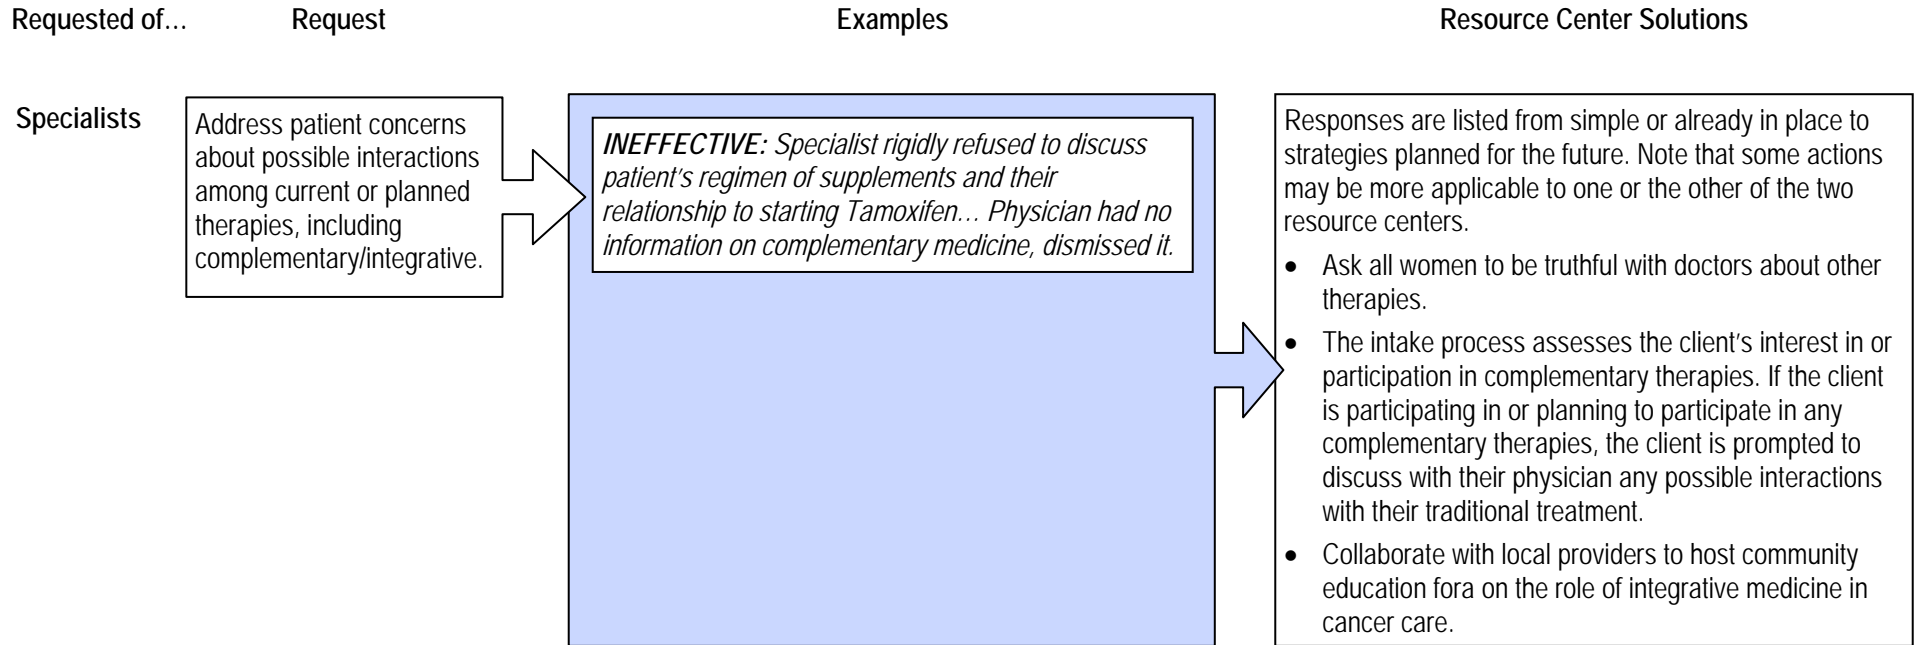 Requested of… Request Examples Resource Center Solutions
Specialists
Address patient concerns
about possible interactions
among current or planned
therapies, including
complementary/integrative.
INEFFECTIVE: Specialist rigidly refused to discuss
patient's regimen of supplements and their
relationship to starting Tamoxifen… Physician had no
information on complementary medicine, dismissed it.
Responses are listed from simple or already in place to
strategies planned for the future. Note that some actions
may be more applicable to one or the other of the two
resource centers.
• Ask all women to be truthful with doctors about other
therapies.
• The intake process assesses the client's interest in or
participation in complementary therapies. If the client
is participating in or planning to participate in any
complementary therapies, the client is prompted to
discuss with their physician any possible interactions
with their traditional treatment.
• Collaborate with local providers to host community
education fora on the role of integrative medicine in
cancer care.